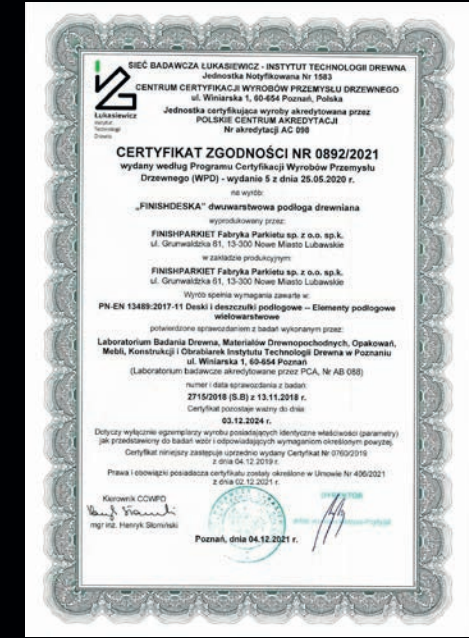 SIEĆ BADAWCZA ŁUKASIEWICZ - INSTYTUT TECHNOLOGII DREWNA
Jednostka Notyfikowana Nr 1583
CENTRUM CERTYFIKACJI WYROBÓW PRZEMYSŁU DRZEWNEGO
ul. Winiarska 1, 60-654 Poznań, Polska
Jednostka certyfikująca wyroby akredytowana przez
POLSKIE CENTRUM AKREDYTACJI
Nr akredytacji AC 098
Łukasiewicz
Instytut
Technologii
Drewna
CERTYFIKAT ZGODNOŚCI NR 0892/2021
wydany według Programu Certyfikacji Wyrobów Przemysłu
Drzewnego (WPD) - wydanie 5 z dnia 25.05.2020 r.
na wyrób:
„FINISHDESKA” dwuwarstwowa podłoga drewniana
wyprodukowany przez:
FINISHPARKIET Fabryka Parkietu sp. z o.o. sp.k.
ul. Grunwaldzka 61, 13-300 Nowe Miasto Lubawskie
w zakładzie produkcyjnym:
FINISHPARKIET Fabryka Parkietu sp. z o.o. sp.k.
ul. Grunwaldzka 61, 13-300 Nowe Miasto Lubawskie
Wyrób spełnia wymagania zawarte w:
PN-EN 13489:2017-11 Deski i deszczułki podłogowe -- Elementy podłogowe
wielowarstwowe
potwierdzone sprawozdaniem z badań wykonanym przez:
Laboratorium Badania Drewna, Materiałów Drewnopochodnych, Opakowań,
Mebli, Konstrukcji i Obrabiarek Instytutu Technologii Drewna w Poznaniu
ul. Winiarska 1, 60-654 Poznań
(Laboratorium badawcze akredytowane przez PCA, Nr AB 088)
numer i data sprawozdania z badań:
2715/2018 (S.B) z 13.11.2018 r.
Certyfikat pozostaje ważny do dnia:
03.12.2024 r.
Dotyczy wyłącznie egzemplarzy wyrobu posiadających identyczne właściwości (parametry)
jak przedstawiony do badań wzór i odpowiadających wymaganiom określonym powyżej.
Certyfikat niniejszy zastępuje uprzednio wydany Certyfikat Nr 0760/2019
z dnia 04.12.2019 r.
Prawa i obowiązki posiadacza certyfikatu zostały określone w Umowie Nr 406/2021
z dnia 02.12.2021 r.
Kierownik COWPD
mgr inż. Henryk Słomiński
DYREKTOR
Poznań, dnia 04.12.2021 r.